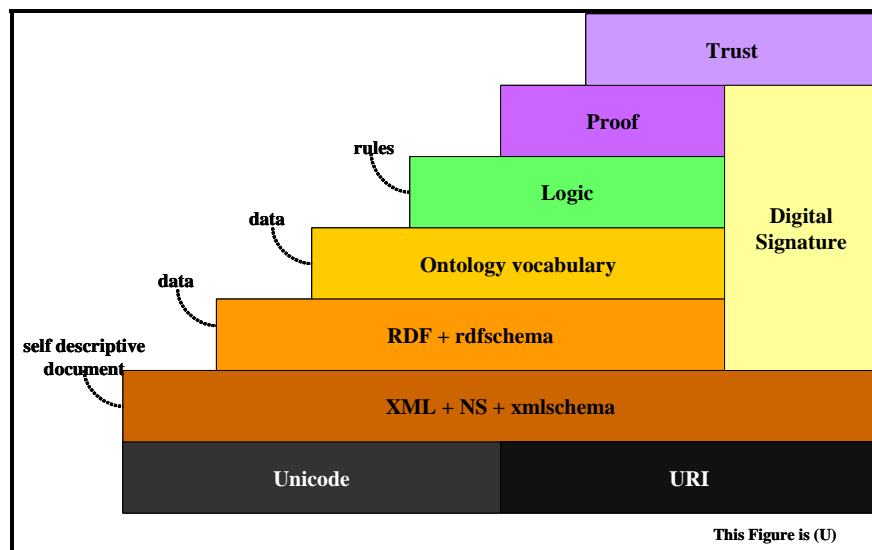 Trust
Proof
rules
Logic
data
Digital
Signature
Ontology vocabulary
data
RDF + rdfschema
self descriptive
document
XML + NS + xmlschema
Unicode
URI
This Figure is (U)